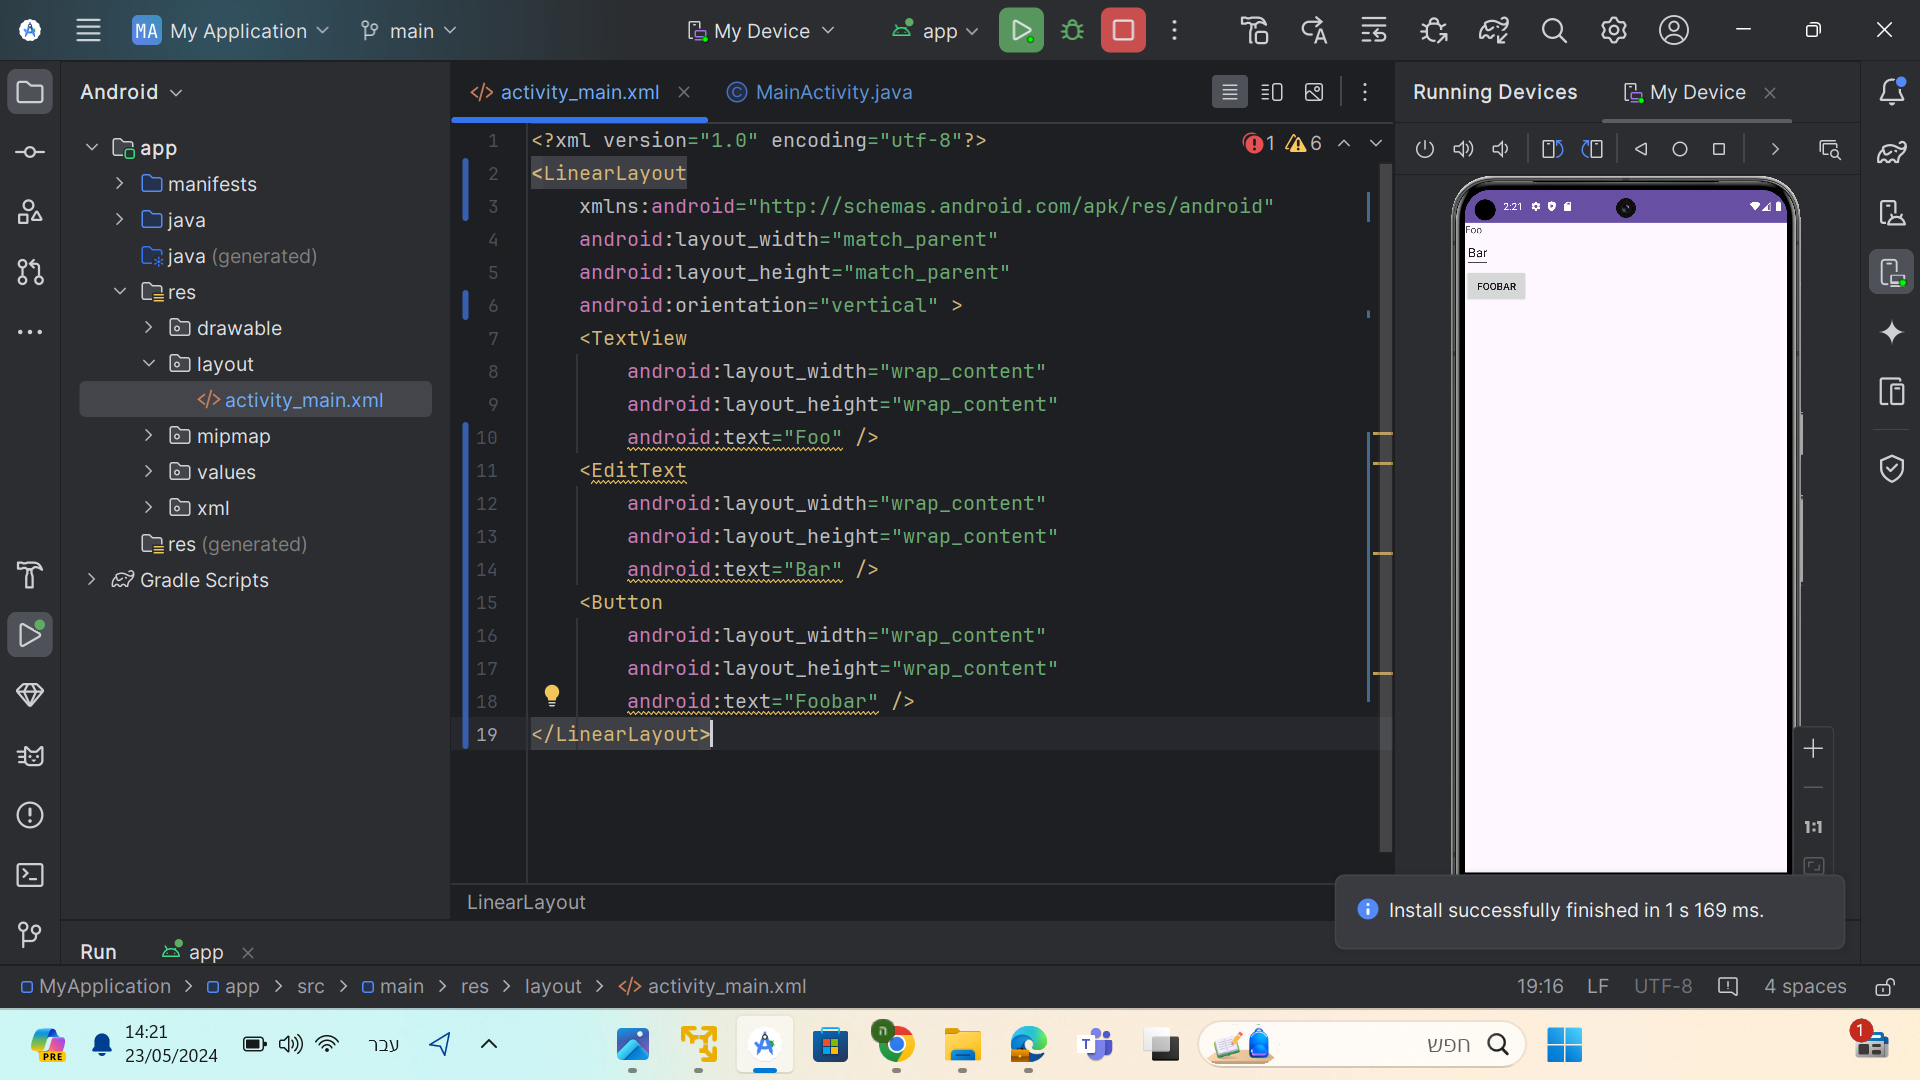 MA My Application main My Device app
Android
activity_main.xml MainActivity.java
Running Devices My Device
app
manifests
java
java (generated)
res
drawable
layout
activity_main.xml
mipmap
values
xml
res (generated)
Gradle Scripts
1 <?xml version="1.0" encoding="utf-8"?>
1 6
2 <LinearLayout
3 xmlns:android="http://schemas.android.com/apk/res/android"
4 android:layout_width="match_parent"
5 android:layout_height="match_parent"
6 android:orientation="vertical" >
7 <TextView
8 android:layout_width="wrap_content"
9 android:layout_height="wrap_content"
10 android:text="Foo" />
11 <EditText
12 android:layout_width="wrap_content"
13 android:layout_height="wrap_content"
14 android:text="Bar" />
15 <Button
16 android:layout_width="wrap_content"
17 android:layout_height="wrap_content"
18 android:text="Foobar" />
19 </LinearLayout>
LinearLayout
2:21
Foo
Bar
FOOBAR
1:1
Install successfully finished in 1 s 169 ms.
Run app
MyApplication app src main res layout activity_main.xml
19:16 LF UTF-8 4 spaces
PRE
14:21
23/05/2024
עבר
ה
T
חפש
1